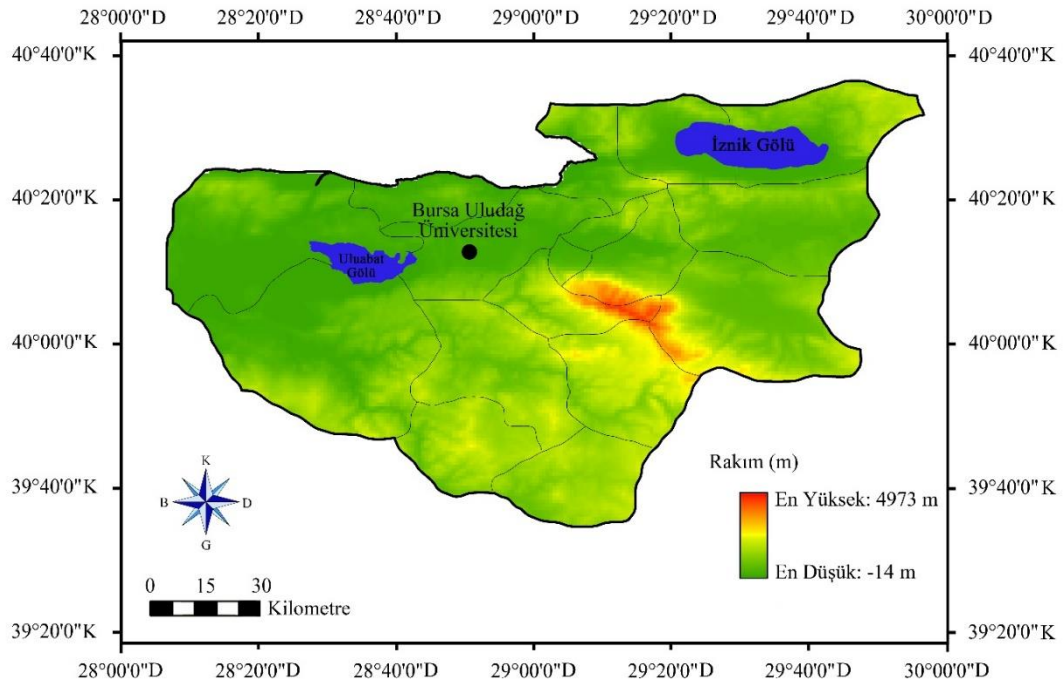 28°00'0"D 28°20'0"D 28°40'0"D 29°00'0"D 29°20'0"D 29°40'0"D 30°00'0"D
40°40'0"K 40°40'0"K
İznik Gölü
40°20'0"K 40°20'0"K
Bursa Uludağ
Üniversitesi
Uluabat
Gölü
40°00'0"K 40°00'0"K
Rakım (m)
K
B D
G
39°40'0"K 39°40'0"K
En Yüksek: 4973 m
En Düşük: -14 m
0 15 30
Kilometre
39°20'0"K 39°20'0"K
28°00'0"D 28°20'0"D 28°40'0"D 29°00'0"D 29°20'0"D 29°40'0"D 30°00'0"D